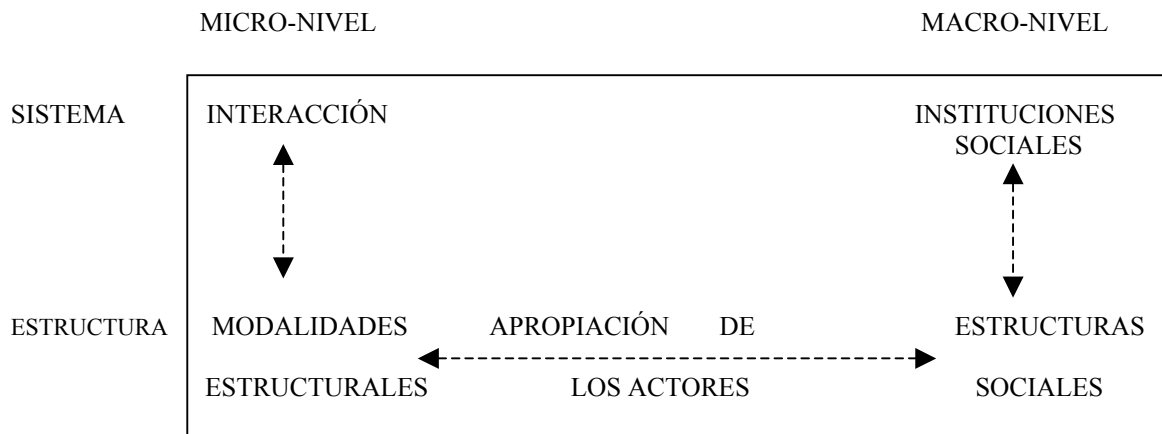 MICRO-NIVEL MACRO-NIVEL
SISTEMA INTERACCIÓN INSTITUCIONES
SOCIALES
ESTRUCTURA MODALIDADES APROPIACIÓN DE ESTRUCTURAS
ESTRUCTURALES LOS ACTORES SOCIALES